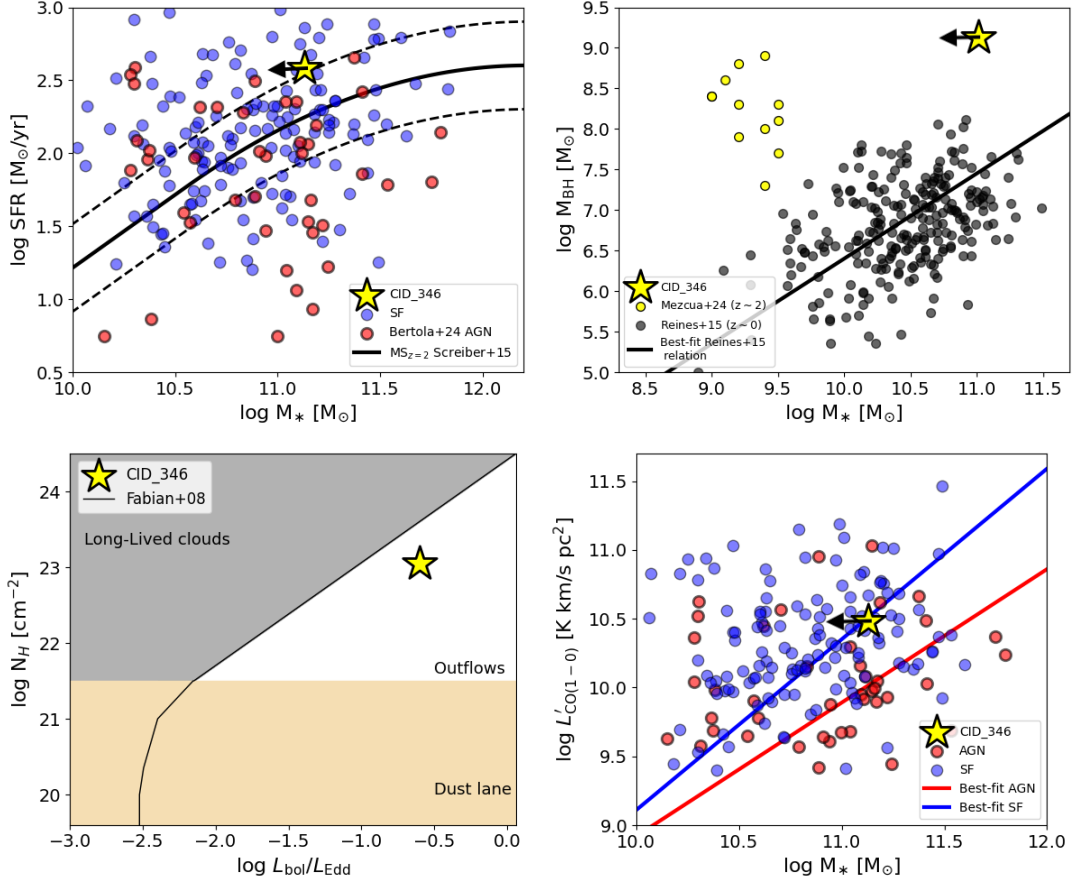 3.0
2.5
2.0
1.5
1.0
0.5
log SFR [M⊙/yr]
CID_346
SF
Bertola+24 AGN
MS_{z=2} Screiber+15
10.0 10.5 11.0 11.5 12.0
log M∗ [M⊙]
9.5
9.0
8.5
8.0
7.5
7.0
6.5
6.0
5.5
5.0
log M_{BH} [M⊙]
CID_346
Mezcua+24 (z ~ 2)
Reines+15 (z ~ 0)
Best-fit Reines+15
relation
8.5 9.0 9.5 10.0 10.5 11.0 11.5
log M∗ [M⊙]
24
23
22
21
20
log N_H [cm⁻²]
CID_346
Fabian+08
Long-Lived clouds
Outflows
Dust lane
−3.0 −2.5 −2.0 −1.5 −1.0 −0.5 0.0
log L_{bol}/L_{Edd}
11.5
11.0
10.5
10.0
9.5
9.0
log L′_{CO(1−0)} [K km/s pc²]
CID_346
AGN
SF
Best-fit AGN
Best-fit SF
10.0 10.5 11.0 11.5 12.0
log M∗ [M⊙]